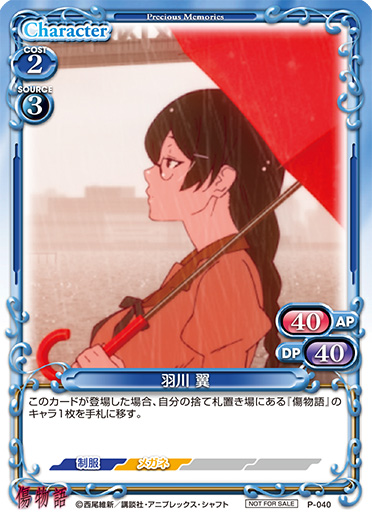 Precious Memories
Character
COST
2
SOURCE
3
40 AP
DP 40
羽川 翼
このカードが登場した場合、自分の捨て札置き場にある『傷物語』の
キャラ1枚を手札に移す。
制服 メガネ
傷物語
©西尾維新／講談社・アニプレックス・シャフト NOT FOR SALE P-040